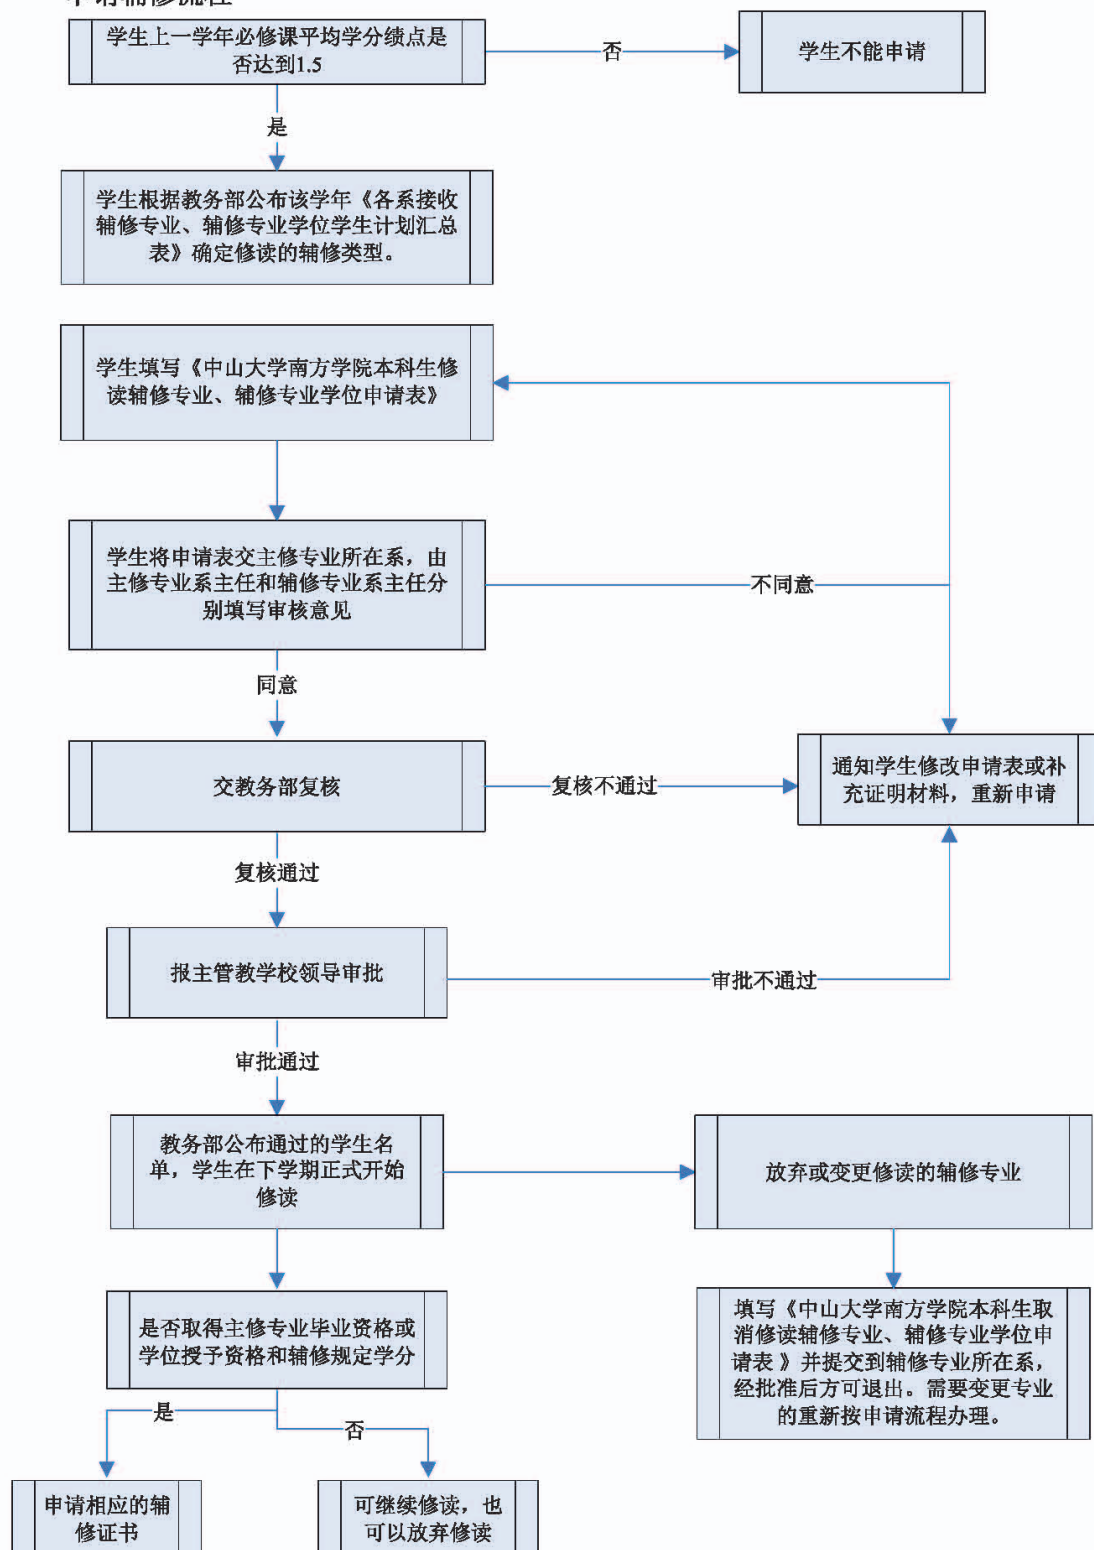 学生上一学年必修课平均学分绩点是
否达到1.5
否
学生不能申请
是
学生根据教务部公布该学年《各系接收
辅修专业、辅修专业学位学生计划汇总
表》确定修读的辅修类型。
学生填写《中山大学南方学院本科生修
读辅修专业、辅修专业学位申请表》
学生将申请表交主修专业所在系，由
主修专业系主任和辅修专业系主任分
别填写审核意见
不同意
同意
交教务部复核
复核不通过
通知学生修改申请表或补
充证明材料，重新申请
复核通过
报主管教学校领导审批
审批不通过
审批通过
教务部公布通过的学生名
单，学生在下学期正式开始
修读
放弃或变更修读的辅修专业
是否取得主修专业毕业资格或
学位授予资格和辅修规定学分
填写《中山大学南方学院本科生取
消修读辅修专业、辅修专业学位申
请表 》并提交到辅修专业所在系，
经批准后方可退出。需要变更专业
的重新按申请流程办理。
是
否
申请相应的辅
修证书
可继续修读，也
可以放弃修读